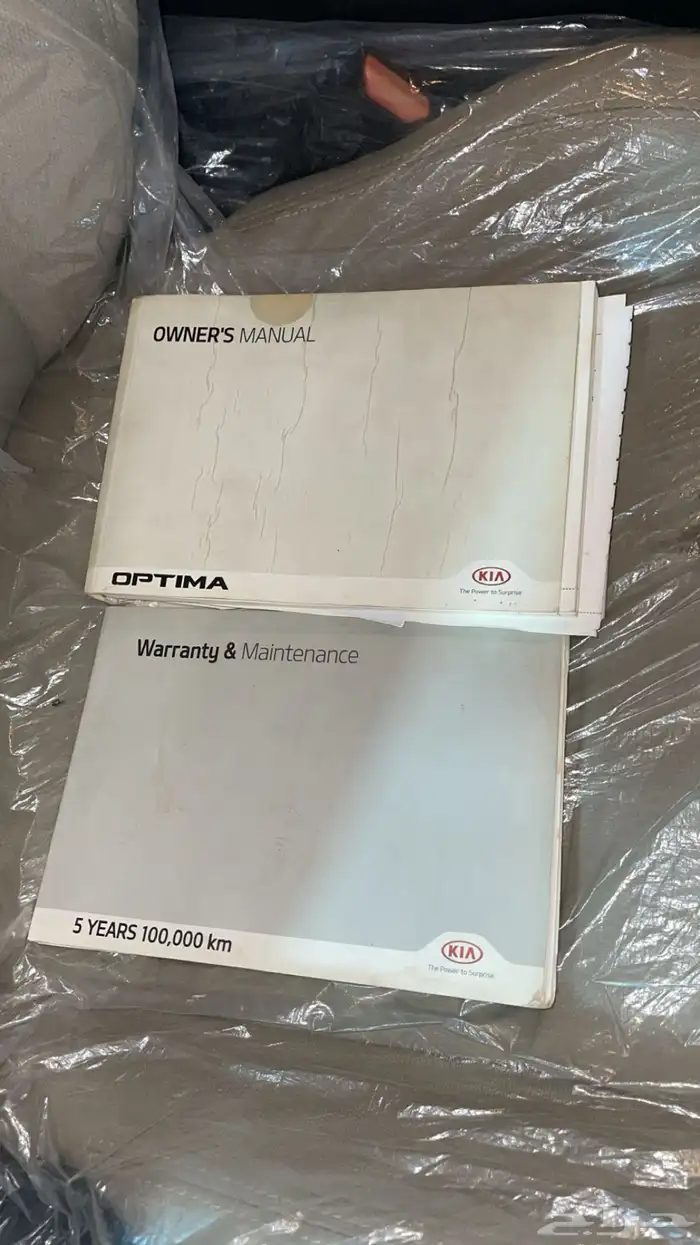 OWNER'S MANUAL
OPTIMA
KIA
The Power to Surprise
Warranty & Maintenance
5 YEARS 100,000 km
KIA
The Power to Surprise
حراج